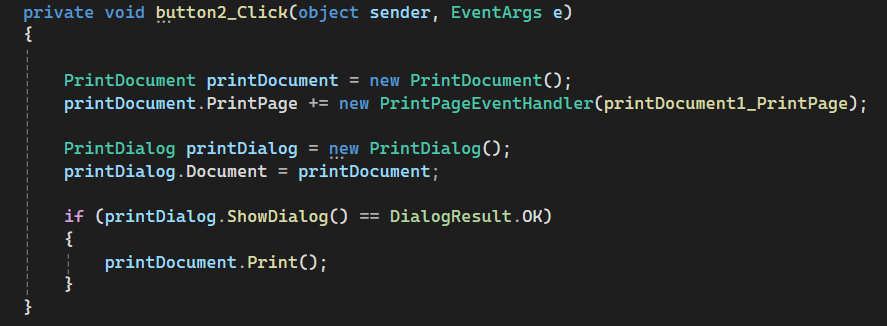 private void button2_Click(object sender, EventArgs e)
{
PrintDocument printDocument = new PrintDocument();
printDocument.PrintPage += new PrintPageEventHandler(printDocument1_PrintPage);
PrintDialog printDialog = new PrintDialog();
printDialog.Document = printDocument;
if (printDialog.ShowDialog() == DialogResult.OK)
{
printDocument.Print();
}
}